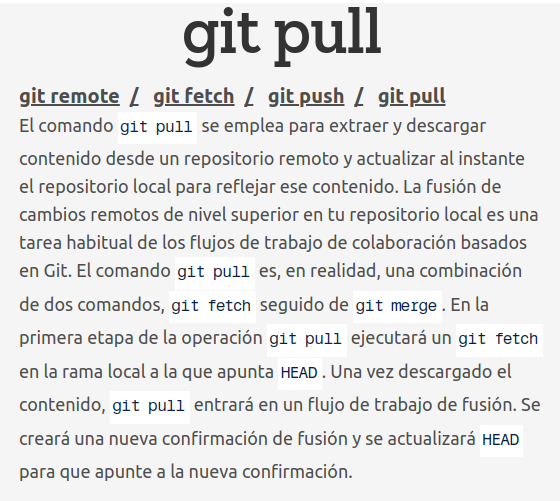 git pull
git remote / git fetch / git push / git pull
El comando git pull se emplea para extraer y descargar
contenido desde un repositorio remoto y actualizar al instante
el repositorio local para reflejar ese contenido. La fusión de
cambios remotos de nivel superior en tu repositorio local es una
tarea habitual de los flujos de trabajo de colaboración basados
en Git. El comando git pull es, en realidad, una combinación
de dos comandos, git fetch seguido de git merge. En la
primera etapa de la operación git pull ejecutará un git fetch
en la rama local a la que apunta HEAD. Una vez descargado el
contenido, git pull entrará en un flujo de trabajo de fusión. Se
creará una nueva confirmación de fusión y se actualizará HEAD
para que apunte a la nueva confirmación.